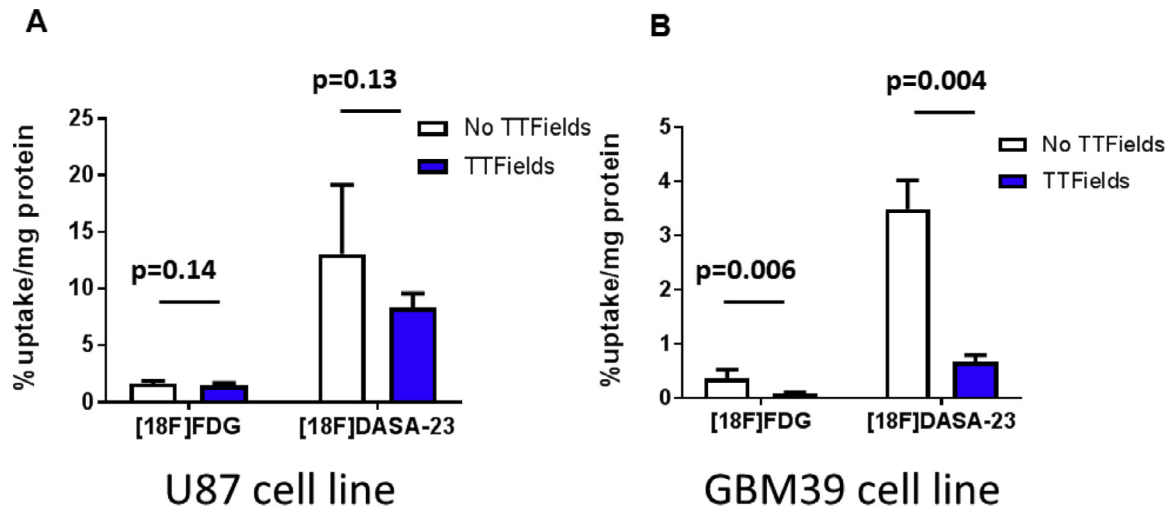 A
p=0.13
25
20
15
10
5
0
%uptake/mg protein
No TTFields
TTFields
p=0.14
[18F]FDG
[18F]DASA-23
U87 cell line
B
p=0.004
5
4
3
2
1
0
%uptake/mg protein
No TTFields
TTFields
p=0.006
[18F]FDG
[18F]DASA-23
GBM39 cell line